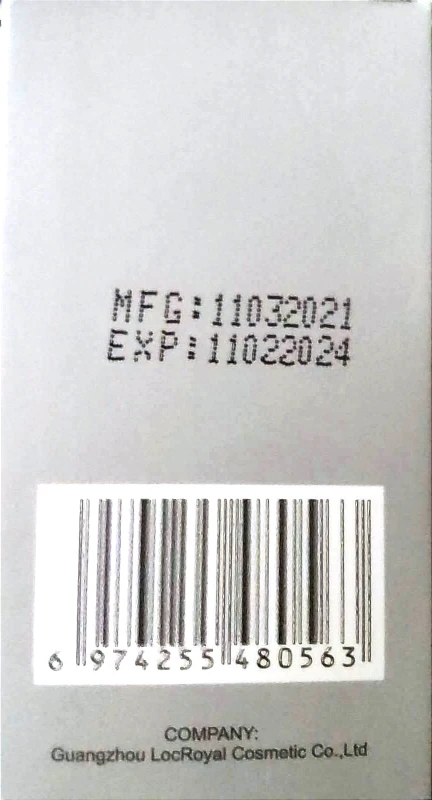 MFG:11032021
EXP:11022024
6 974255 480563
COMPANY:
Guangzhou LocRoyal Cosmetic Co.,Ltd